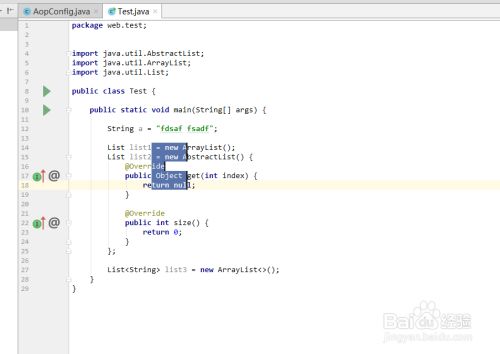 AopConfig.java × Test.java ×
1 package web.test;
2
3
4 import java.util.AbstractList;
5 import java.util.ArrayList;
6 import java.util.List;
7
8 public class Test {
9
10 public static void main(String[] args) {
11
12 String a = "fdsaf fsadf";
13
14 List list1 = new ArrayList();
15 List list2 = new AbstractList() {
16 @Override
17 public Object get(int index) {
18 return null;
19 }
20
21 @Override
22 public int size() {
23 return 0;
24 }
25 };
26
27 List<String> list3 = new ArrayList<>();
28 }
29 }
Baidu 经验
jingyan.baidu.com